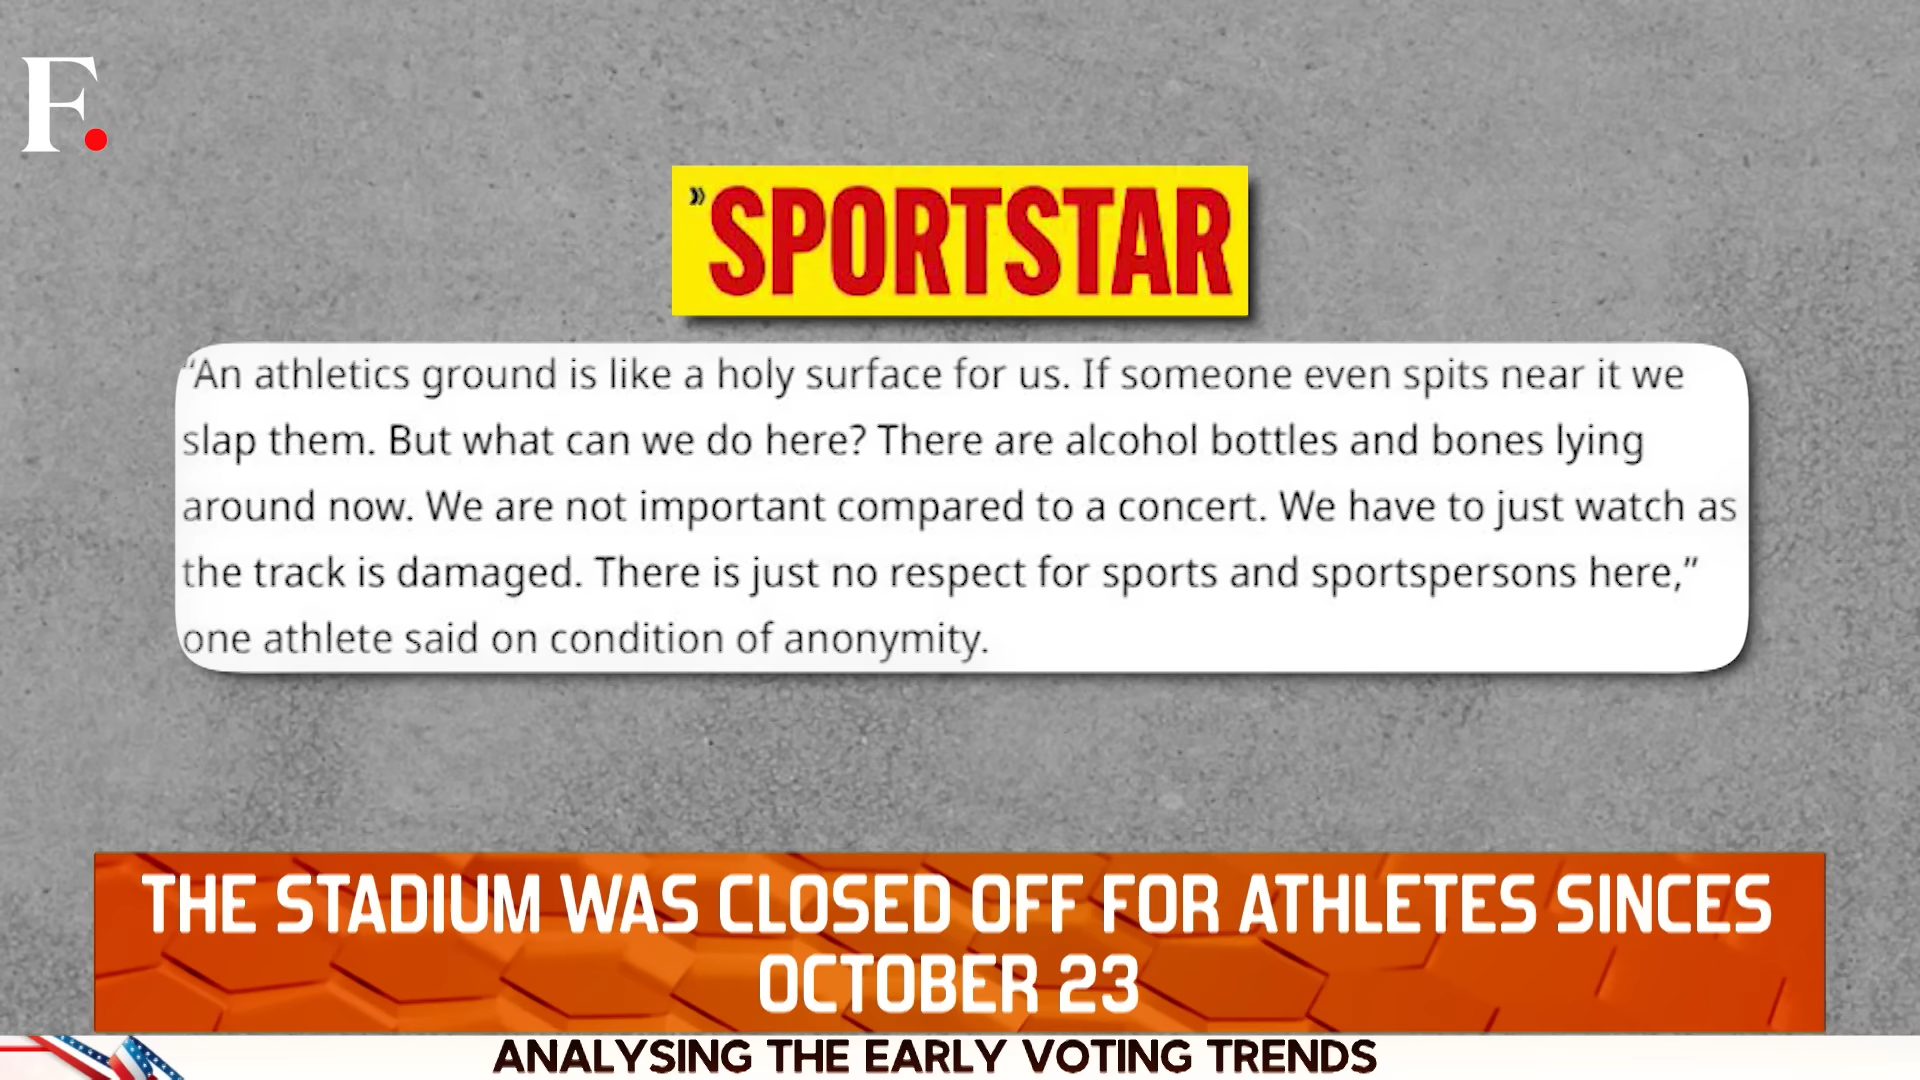 F.
»SPORTSTAR
“An athletics ground is like a holy surface for us. If someone even spits near it we
slap them. But what can we do here? There are alcohol bottles and bones lying
around now. We are not important compared to a concert. We have to just watch as
the track is damaged. There is just no respect for sports and sportspersons here,”
one athlete said on condition of anonymity.
THE STADIUM WAS CLOSED OFF FOR ATHLETES SINCES
OCTOBER 23
ANALYSING THE EARLY VOTING TRENDS